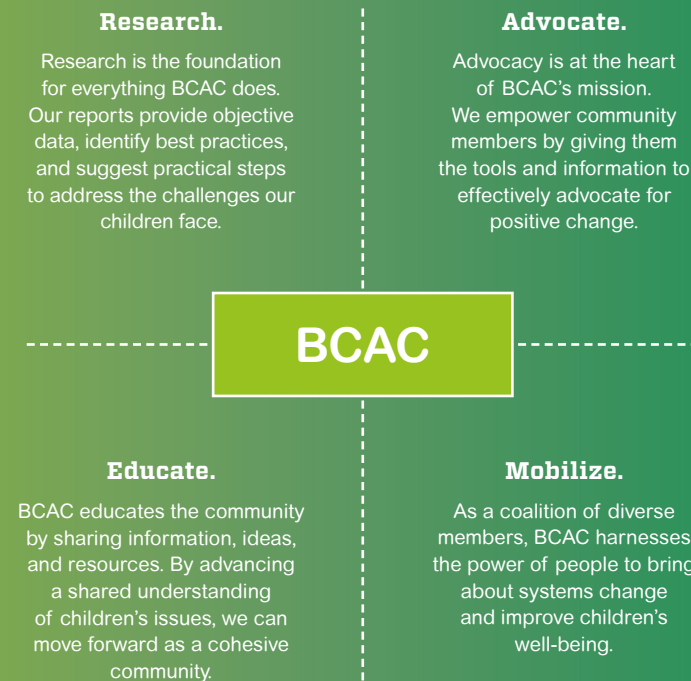 Research.
Research is the foundation
for everything BCAC does.
Our reports provide objective
data, identify best practices,
and suggest practical steps
to address the challenges our
children face.
Advocate.
Advocacy is at the heart
of BCAC’s mission.
We empower community
members by giving them
the tools and information to
effectively advocate for
positive change.
BCAC
Educate.
BCAC educates the community
by sharing information, ideas,
and resources. By advancing
a shared understanding
of children’s issues, we can
move forward as a cohesive
community.
Mobilize.
As a coalition of diverse
members, BCAC harnesses
the power of people to bring
about systems change
and improve children’s
well-being.